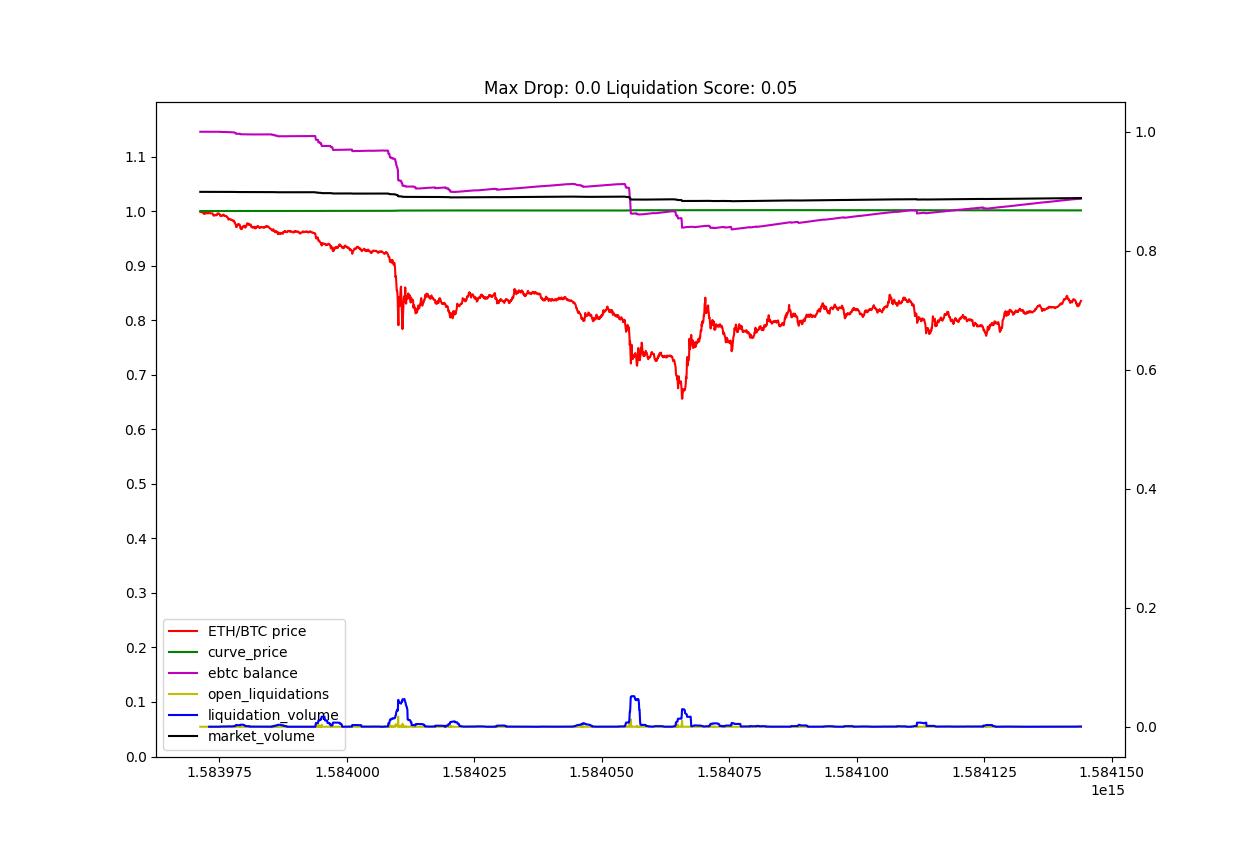 Max Drop: 0.0 Liquidation Score: 0.05
1.1
1.0
0.9
0.8
0.7
0.6
0.5
0.4
0.3
0.2
0.1
0.0
1.0
0.8
0.6
0.4
0.2
0.0
ETH/BTC price
curve_price
ebtc balance
open_liquidations
liquidation_volume
market_volume
1.583975 1.584000 1.584025 1.584050 1.584075 1.584100 1.584125 1.584150
1e15